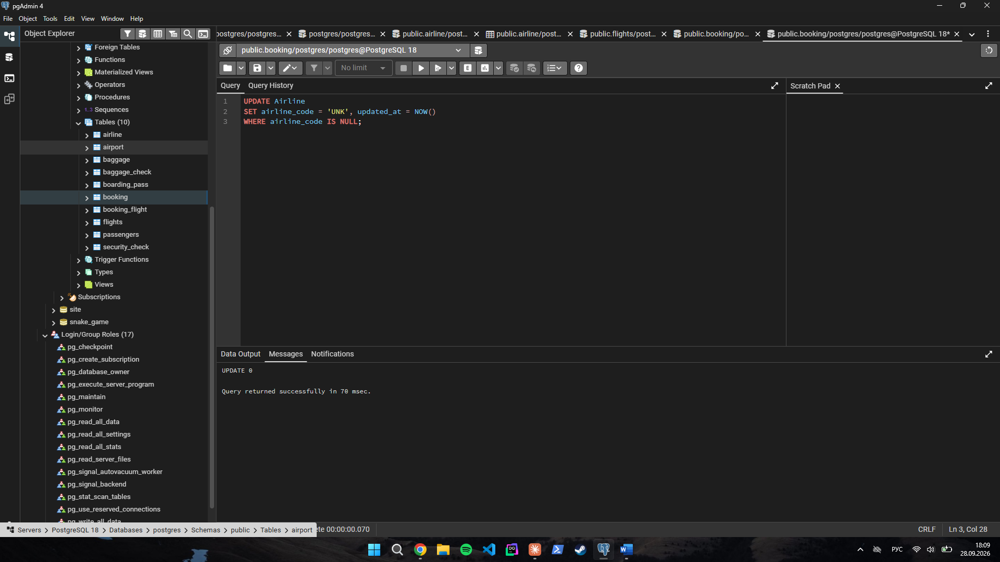 pgAdmin 4
File Object Tools Edit View Window Help
Object Explorer
postgres/postgres...
postgres/postgres...
public.airline/post...
public.airline/post...
public.flights/post...
public.booking/po...
public.booking/postgres/postgres@PostgreSQL 18*
public.booking/postgres/postgres@PostgreSQL 18
No limit
E
Query Query History
Scratch Pad
1 UPDATE Airline
2 SET airline_code = 'UNK', updated_at = NOW()
3 WHERE airline_code IS NULL;
Foreign Tables
Functions
Materialized Views
Operators
Procedures
1..3 Sequences
Tables (10)
airline
airport
baggage
baggage_check
boarding_pass
booking
booking_flight
flights
passengers
security_check
Trigger Functions
Types
Views
Subscriptions
site
snake_game
Login/Group Roles (17)
pg_checkpoint
pg_create_subscription
pg_database_owner
pg_execute_server_program
pg_maintain
pg_monitor
pg_read_all_data
pg_read_all_settings
pg_read_all_stats
pg_read_server_files
pg_signal_autovacuum_worker
pg_signal_backend
pg_stat_scan_tables
pg_use_reserved_connections
pg_write_all_data
Data Output Messages Notifications
UPDATE 0
Query returned successfully in 70 msec.
Servers PostgreSQL 18 Databases postgres Schemas public Tables airport
ete 00:00:00.070
CRLF Ln 3, Col 28
DG
W
РУС
18:09
28.09.2026